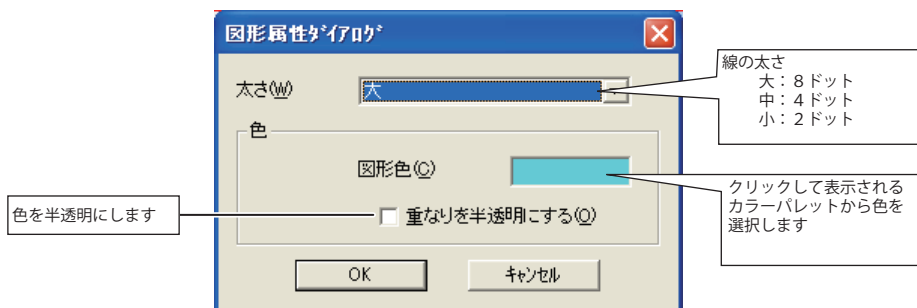 図形属性ﾀﾞｲｱﾛｸﾞ
太さ(W)
大
線の太さ
大：８ドット
中：４ドット
小：２ドット
色
図形色(C)
クリックして表示される
カラーパレットから色を
選択します
色を半透明にします
重なりを半透明にする(O)
OK
ｷｬﾝｾﾙ